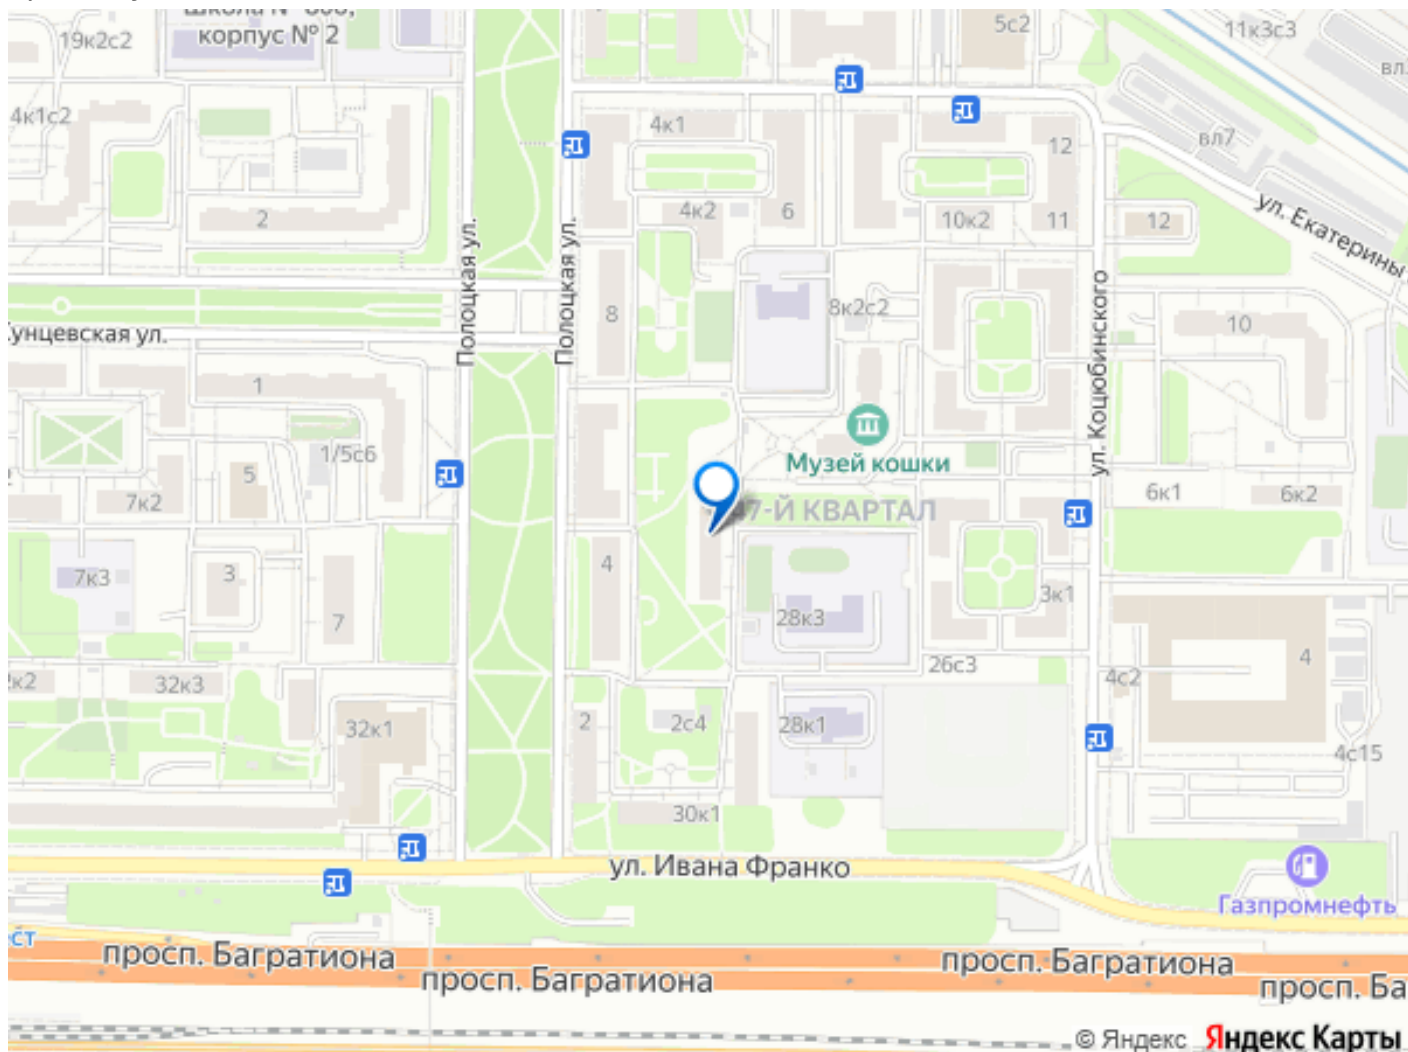 корпус № 2
19к2с2
5с2
11к3с3
4к1с2
4к1
12
вл7
2
4к2
6
10к2
11
12
ул. Екатерины
Полоцкая ул.
Полоцкая ул.
ул. Коцюбинского
8
8к2с2
10
унцевская ул.
1
1/5с6
5
7к2
Музей кошки
47-Й КВАРТАЛ
6к1
6к2
7к3
3
7
4
28к3
3к1
26с3
4
4с2
32к3
32к1
2
2с4
28к1
4с15
30к1
ул. Ивана Франко
Газпромнефть
просп. Багратиона
просп. Багратиона
просп. Багратиона
просп. Ба
© Яндекс Яндекс Карты